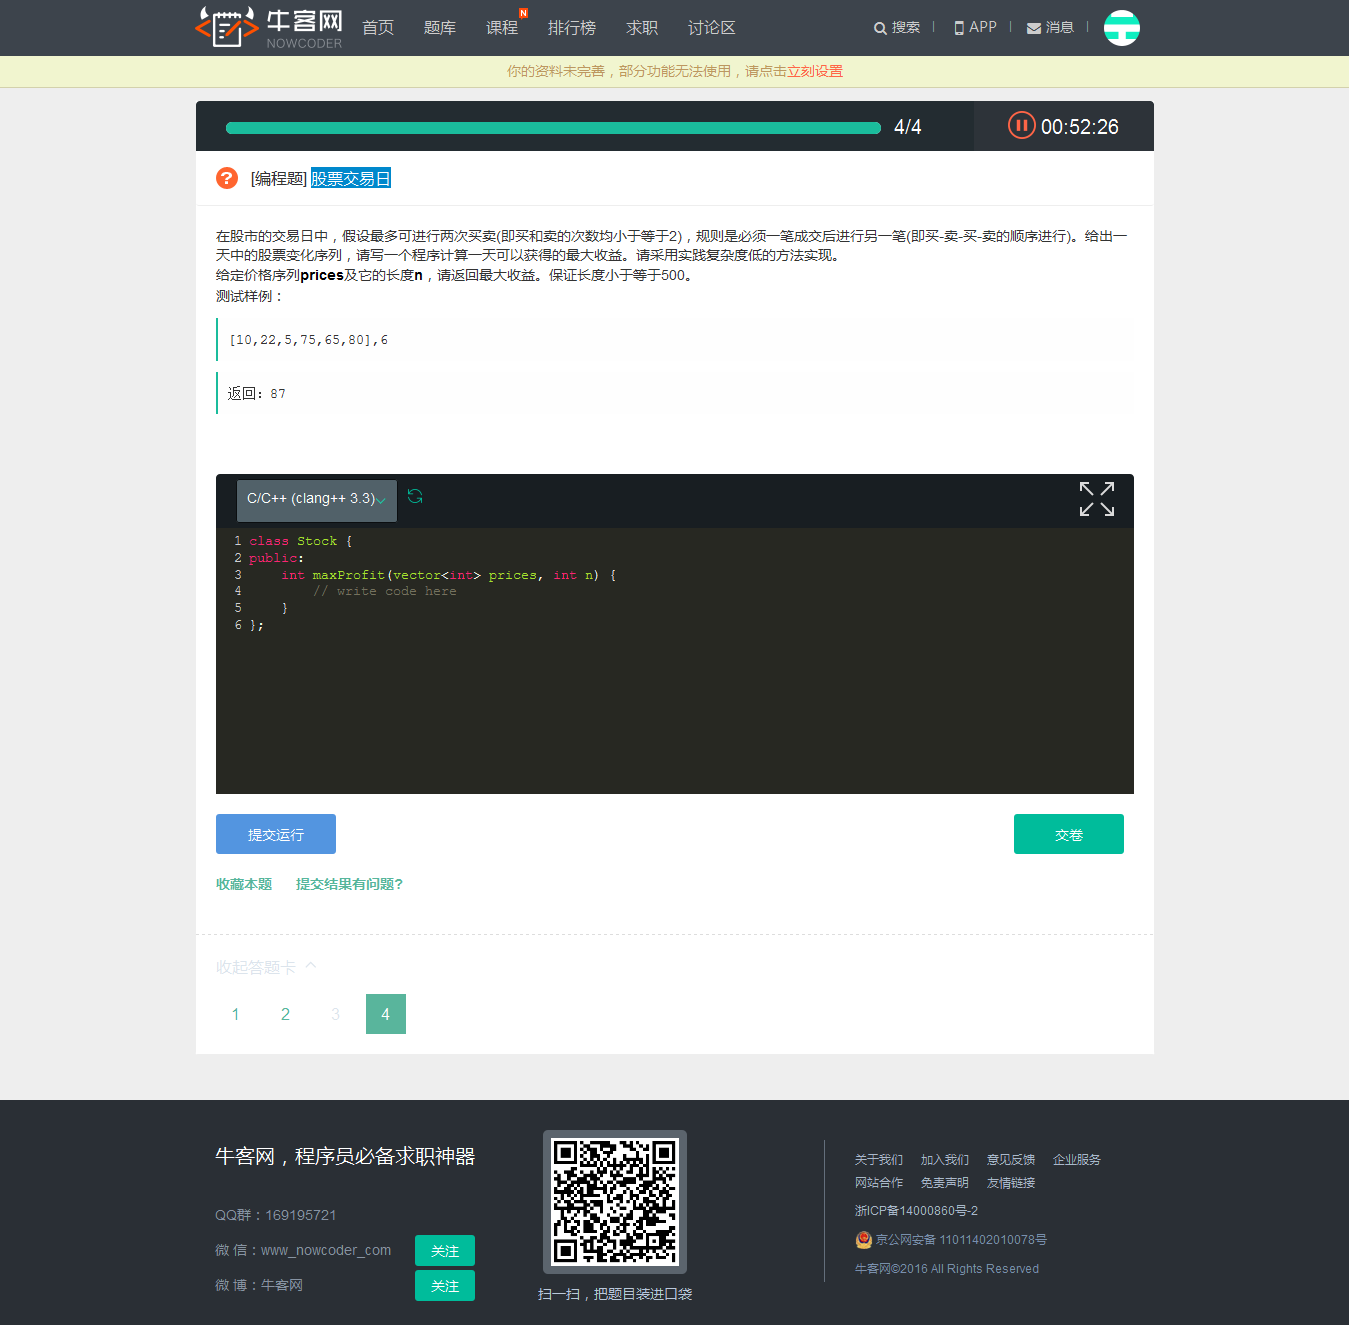 牛客网
NOWCODER
首页 题库 课程 N 排行榜 求职 讨论区 搜索 APP 消息
你的资料未完善，部分功能无法使用，请点击立刻设置
4/4 00:52:26
? [编程题] 股票交易日
在股市的交易日中，假设最多可进行两次买卖(即买和卖的次数均小于等于2)，规则是必须一笔成交后进行另一笔(即买-卖-买-卖的顺序进行)。给出一
天中的股票变化序列，请写一个程序计算一天可以获得的最大收益。请采用实践复杂度低的方法实现。
给定价格序列prices及它的长度n，请返回最大收益。保证长度小于等于500。
测试样例：
[10,22,5,75,65,80],6
返回：87
C/C++ (clang++ 3.3)
1 class Stock {
2 public:
3     int maxProfit(vector<int> prices, int n) {
4         // write code here
5     }
6 };
提交运行 交卷
收藏本题 提交结果有问题?
收起答题卡
1 2 3 4
牛客网，程序员必备求职神器
QQ群：169195721
微 信：www_nowcoder_com 关注
微 博：牛客网 关注
扫一扫，把题目装进口袋
关于我们 加入我们 意见反馈 企业服务
网站合作 免责声明 友情链接
浙ICP备14000860号-2
京公网安备 11011402010078号
牛客网©2016 All Rights Reserved